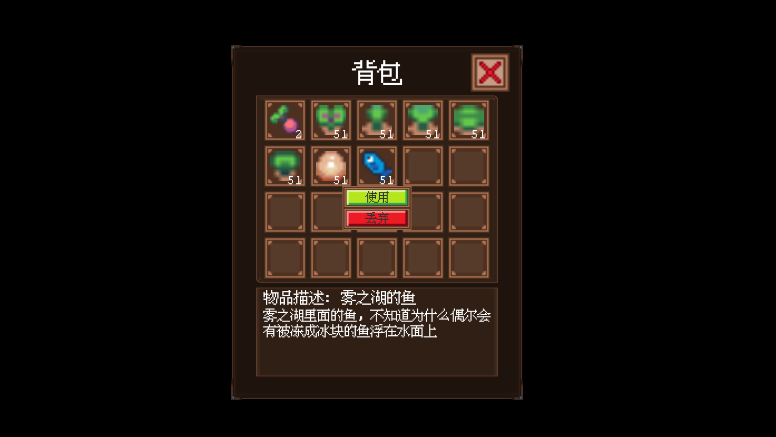 背包
2 51 51 51 51
51 51 51
使用
丢弃
物品描述: 雾之湖的鱼
雾之湖里面的鱼, 不知道为什么偶尔会
有被冻成冰块的鱼浮在水面上